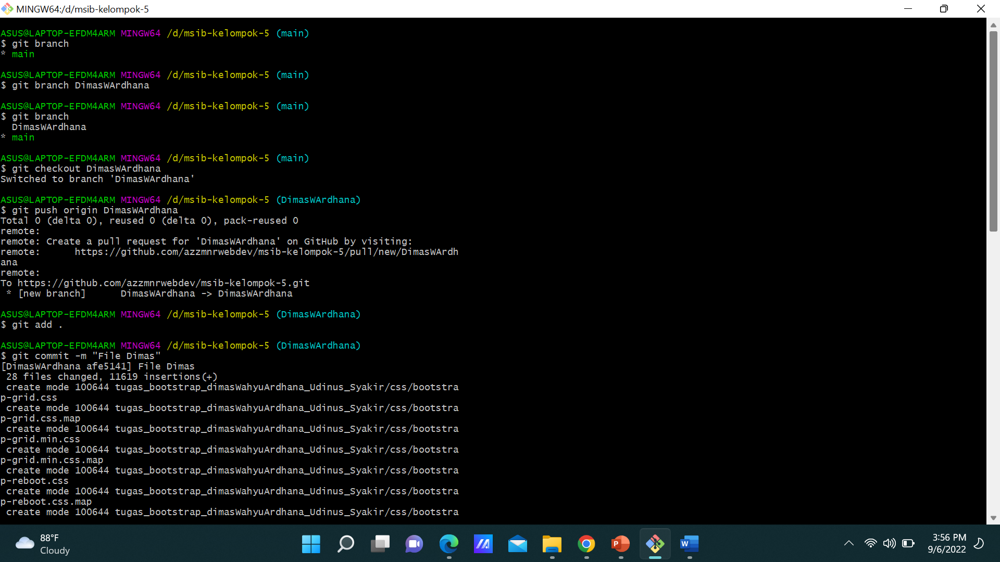 MINGW64:/d/msib-kelompok-5
ASUS@LAPTOP-EFDM4ARM MINGW64 /d/msib-kelompok-5 (main)
$ git branch
* main
ASUS@LAPTOP-EFDM4ARM MINGW64 /d/msib-kelompok-5 (main)
$ git branch DimasWArdhana
ASUS@LAPTOP-EFDM4ARM MINGW64 /d/msib-kelompok-5 (main)
$ git branch
  DimasWArdhana
* main
ASUS@LAPTOP-EFDM4ARM MINGW64 /d/msib-kelompok-5 (main)
$ git checkout DimasWArdhana
Switched to branch 'DimasWArdhana'
ASUS@LAPTOP-EFDM4ARM MINGW64 /d/msib-kelompok-5 (DimasWArdhana)
$ git push origin DimasWArdhana
Total 0 (delta 0), reused 0 (delta 0), pack-reused 0
remote:
remote: Create a pull request for 'DimasWArdhana' on GitHub by visiting:
remote:      https://github.com/azzmnrwebdev/msib-kelompok-5/pull/new/DimasWArdh
ana
remote:
To https://github.com/azzmnrwebdev/msib-kelompok-5.git
 * [new branch]      DimasWArdhana -> DimasWArdhana
ASUS@LAPTOP-EFDM4ARM MINGW64 /d/msib-kelompok-5 (DimasWArdhana)
$ git add .
ASUS@LAPTOP-EFDM4ARM MINGW64 /d/msib-kelompok-5 (DimasWArdhana)
$ git commit -m "File Dimas"
[DimasWArdhana afe5141] File Dimas
 28 files changed, 11619 insertions(+)
 create mode 100644 tugas_bootstrap_dimasWahyuArdhana_Udinus_Syakir/css/bootstra
p-grid.css
 create mode 100644 tugas_bootstrap_dimasWahyuArdhana_Udinus_Syakir/css/bootstra
p-grid.css.map
 create mode 100644 tugas_bootstrap_dimasWahyuArdhana_Udinus_Syakir/css/bootstra
p-grid.min.css
 create mode 100644 tugas_bootstrap_dimasWahyuArdhana_Udinus_Syakir/css/bootstra
p-grid.min.css.map
 create mode 100644 tugas_bootstrap_dimasWahyuArdhana_Udinus_Syakir/css/bootstra
p-reboot.css
 create mode 100644 tugas_bootstrap_dimasWahyuArdhana_Udinus_Syakir/css/bootstra
p-reboot.css.map
 create mode 100644 tugas_bootstrap_dimasWahyuArdhana_Udinus_Syakir/css/bootstra
88°F
Cloudy
3:56 PM
9/6/2022